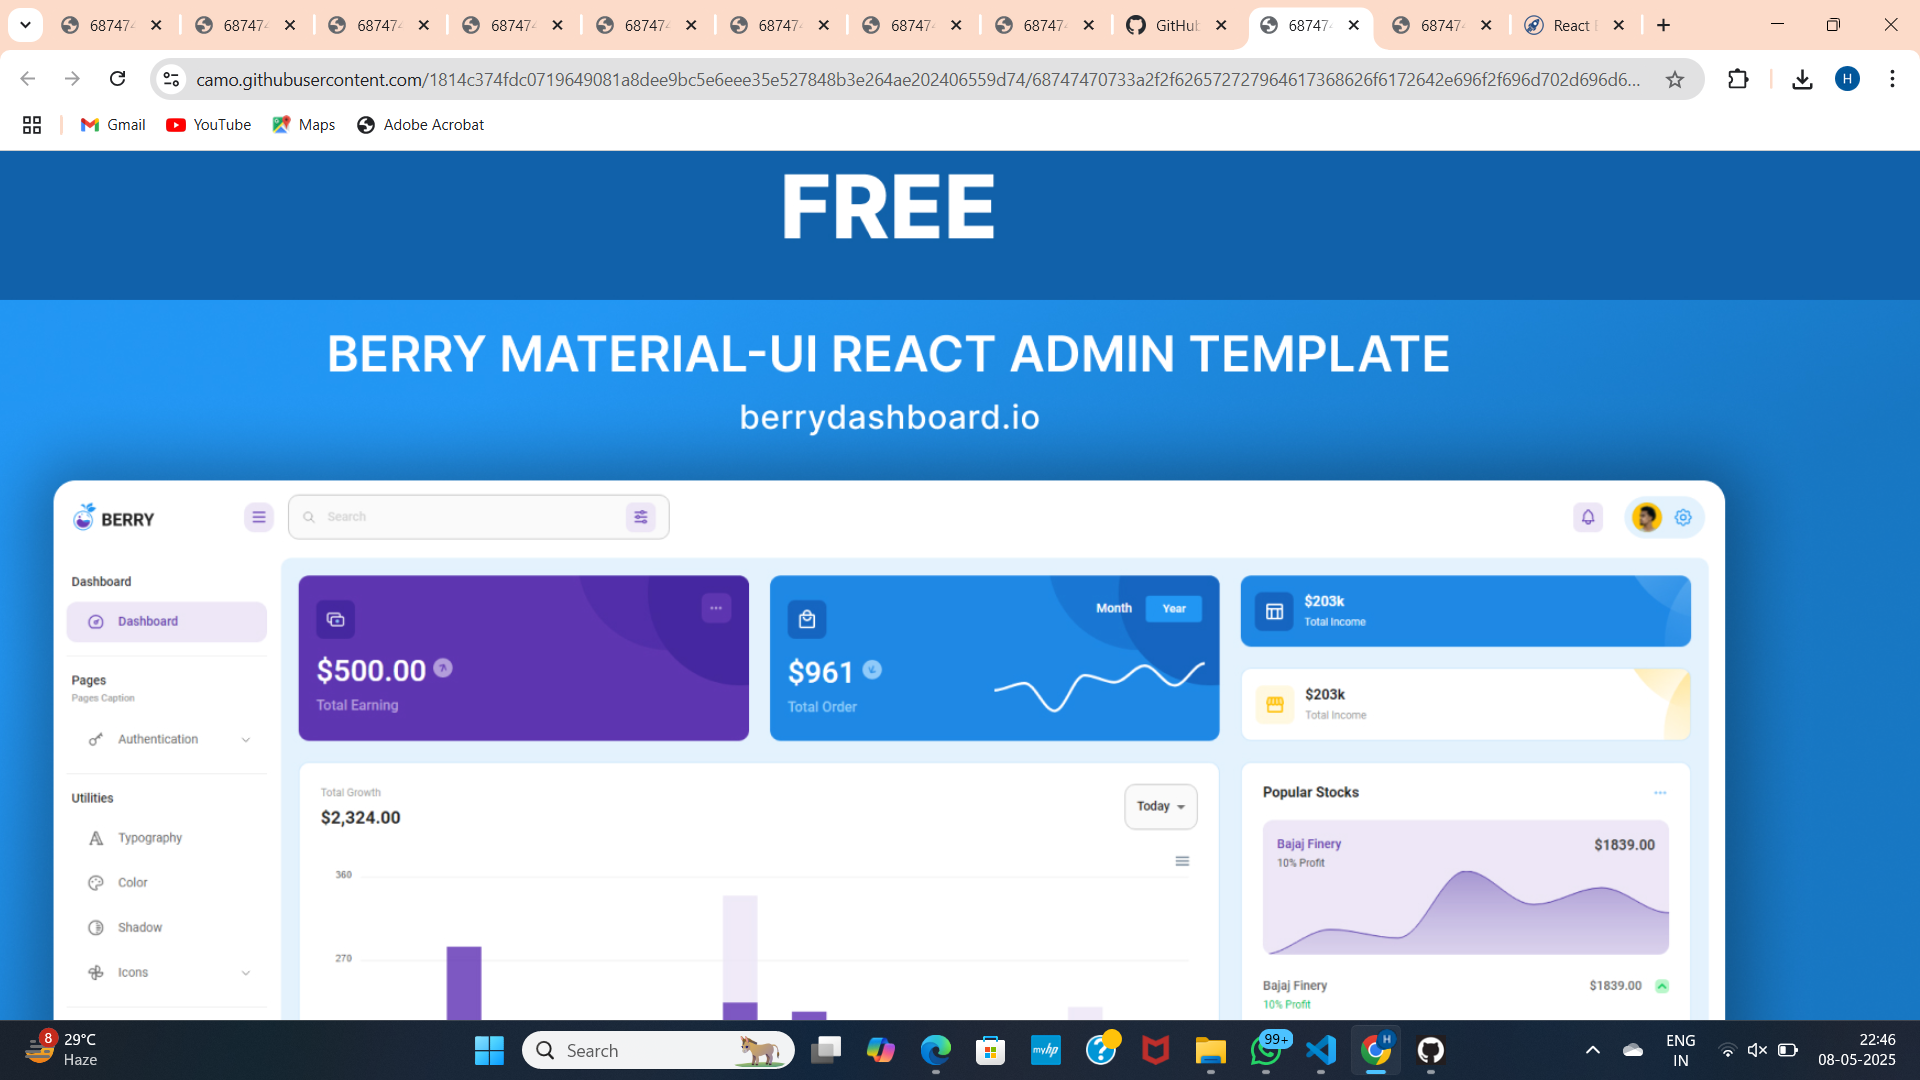 68747
68747
68747
68747
68747
68747
68747
68747
GitHub
68747
68747
React
camo.githubusercontent.com/1814c374fdc0719649081a8dee9bc5e6eee35e527848b3e264ae202406559d74/68747470733a2f2f626572727964617368626f6172642e696f2f696d702d696d6...
H
Gmail
YouTube
Maps
Adobe Acrobat
FREE
BERRY MATERIAL-UI REACT ADMIN TEMPLATE
berrydashboard.io
BERRY
Search
Dashboard
Dashboard
Pages
Pages Caption
Authentication
Utilities
Typography
Color
Shadow
Icons
$500.00
Total Earning
Month
Year
$961
Total Order
$203k
Total Income
$203k
Total Income
Total Growth
$2,324.00
Today
360
270
Popular Stocks
Bajaj Finery
$1839.00
10% Profit
Bajaj Finery
$1839.00
10% Profit
8
29°C
Haze
Search
myhp
99+
H
ENG
IN
22:46
08-05-2025